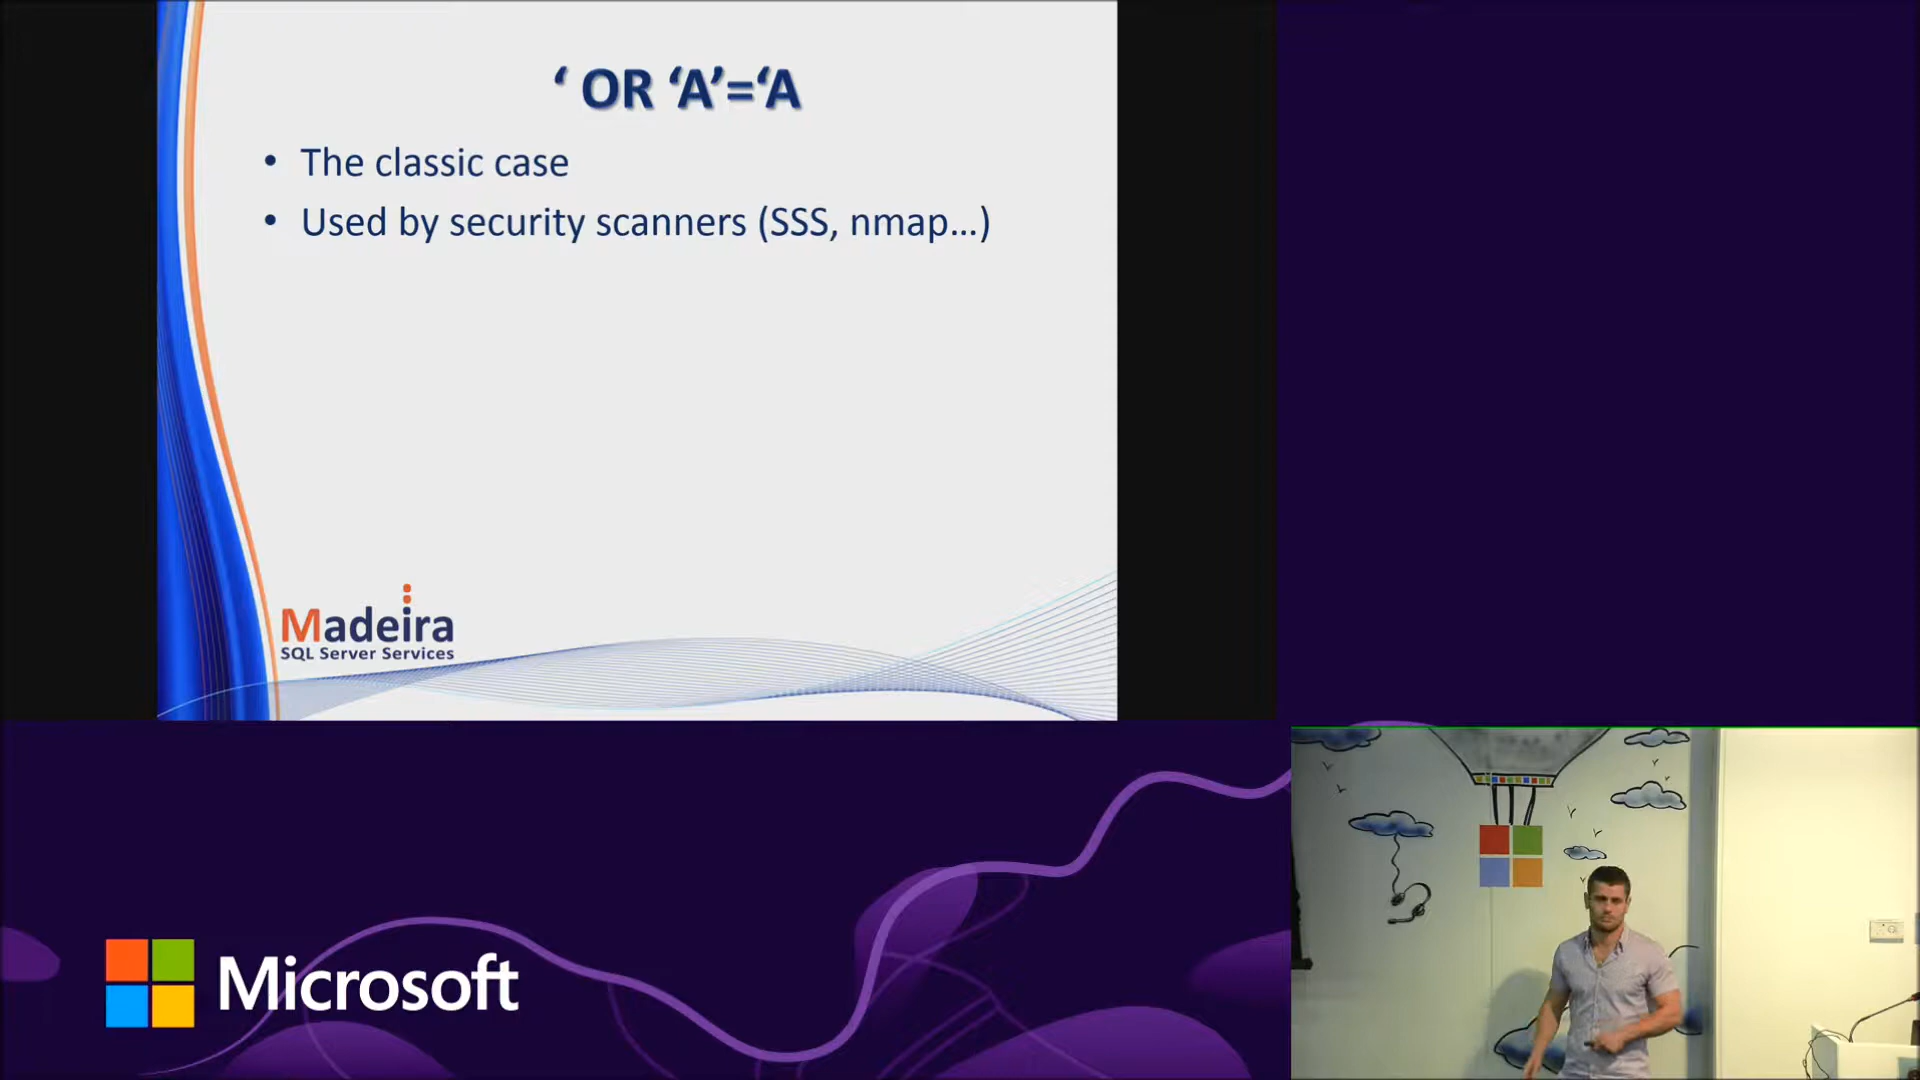 ‘ OR ‘A’=‘A
• The classic case
• Used by security scanners (SSS, nmap…)
Madeira
SQL Server Services
Microsoft